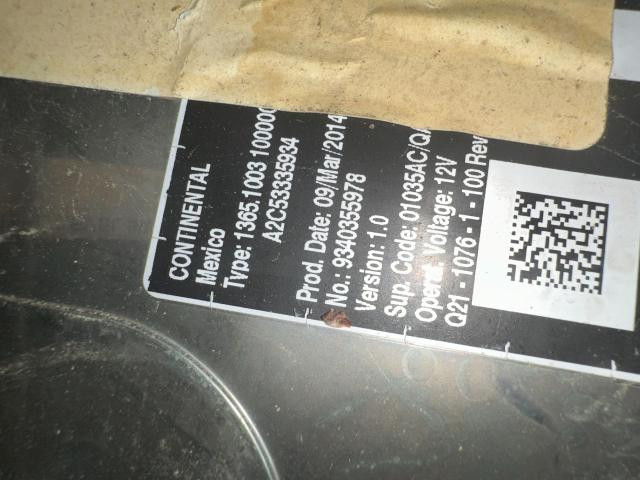 CONTINENTAL
Mexico
Type: 1365.1003 100000
A2C53335934
Prod. Date: 09/Mar/2014
No.: 9340355978
Version: 1.0
Sup. Code: 01035AC/QA
Operat. Voltage: 12V
Q21 - 1076 - 1 - 100 Rev